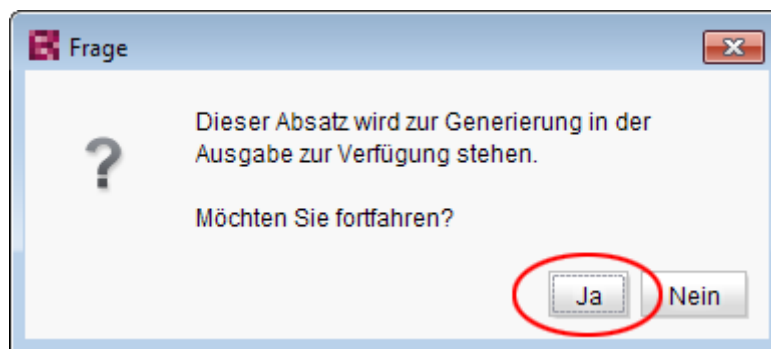 Frage
Dieser Absatz wird zur Generierung in der
Ausgabe zur Verfügung stehen.
Möchten Sie fortfahren?
Ja Nein